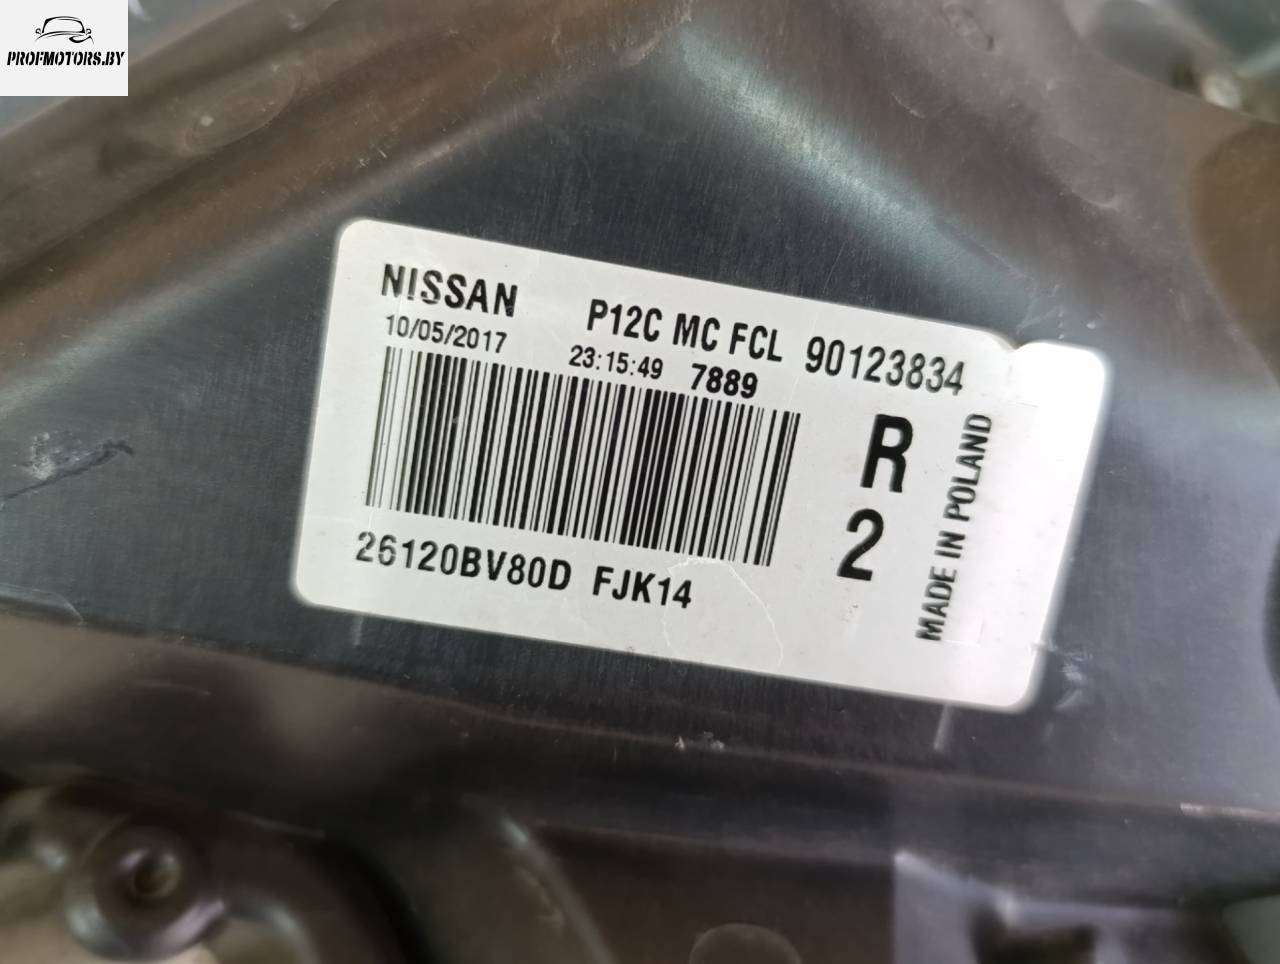 PROFMOTORS.BY
NISSAN P12C MC FCL 90123834
10/05/2017 23:15:49 7889
R
2
MADE IN POLAND
26120BV80D FJK14